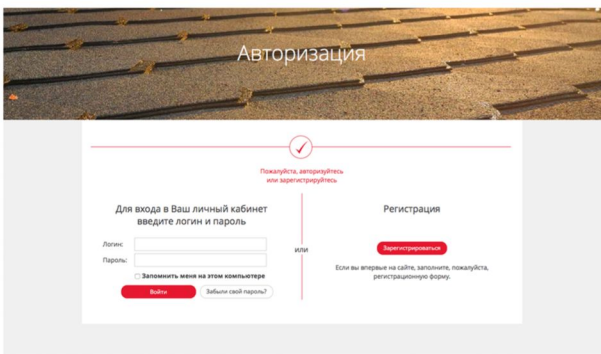 Авторизация
Пожалуйста, авторизуйтесь
или зарегистрируйтесь
Для входа в Ваш личный кабинет
введите логин и пароль
Логин:
Пароль:
Запомнить меня на этом компьютере
Войти
Забыли свой пароль?
или
Регистрация
Зарегистрироваться
Если вы впервые на сайте, заполните, пожалуйста,
регистрационную форму.